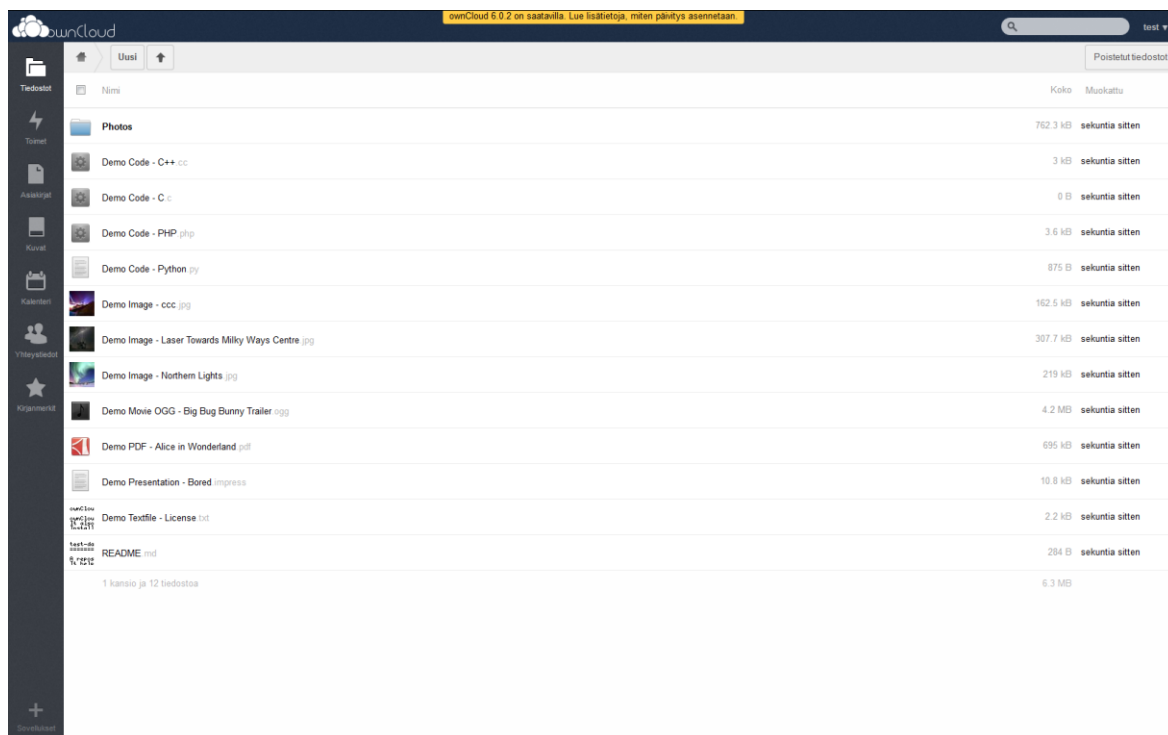 ownCloud 6.0.2 on saatavilla. Lue lisätietoja, miten päivitys asennetaan.
ownCloud
test
Uusi
Poistetut tiedostot
Tiedostot
Nimi Koko Muokattu
Photos 762.3 kB sekuntia sitten
Toimet
Demo Code - C++.cc 3 kB sekuntia sitten
Asiakirjat
Demo Code - C.c 0 B sekuntia sitten
Demo Code - PHP.php 3.6 kB sekuntia sitten
Kuvat
Demo Code - Python.py 875 B sekuntia sitten
Kalenteri
Demo Image - ccc.jpg 162.5 kB sekuntia sitten
Demo Image - Laser Towards Milky Ways Centre.jpg 307.7 kB sekuntia sitten
Yhteystiedot
Demo Image - Northern Lights.jpg 219 kB sekuntia sitten
Kirjanmerkit
Demo Movie OGG - Big Bug Bunny Trailer.ogg 4.2 MB sekuntia sitten
Demo PDF - Alice in Wonderland.pdf 695 kB sekuntia sitten
Demo Presentation - Bored.impress 10.8 kB sekuntia sitten
Demo Textfile - License.txt 2.2 kB sekuntia sitten
README.md 284 B sekuntia sitten
1 kansio ja 12 tiedostoa 6.3 MB
Sovellukset